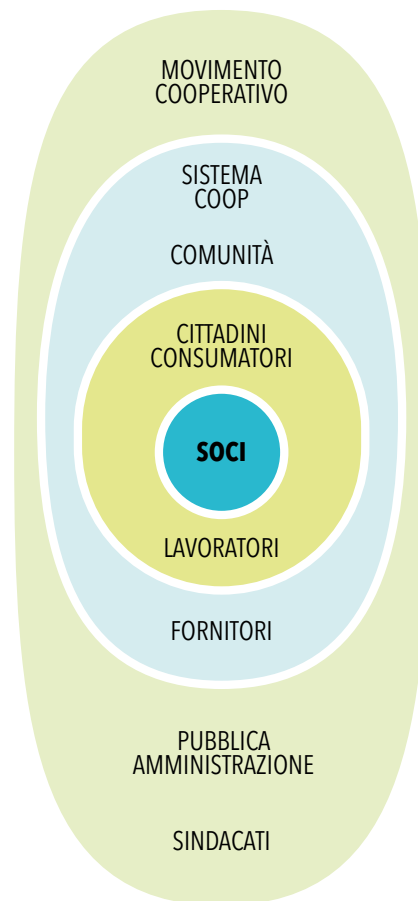 MOVIMENTO
COOPERATIVO
SISTEMA
COOP
COMUNITÀ
CITTADINI
CONSUMATORI
SOCI
LAVORATORI
FORNITORI
PUBBLICA
AMMINISTRAZIONE
SINDACATI